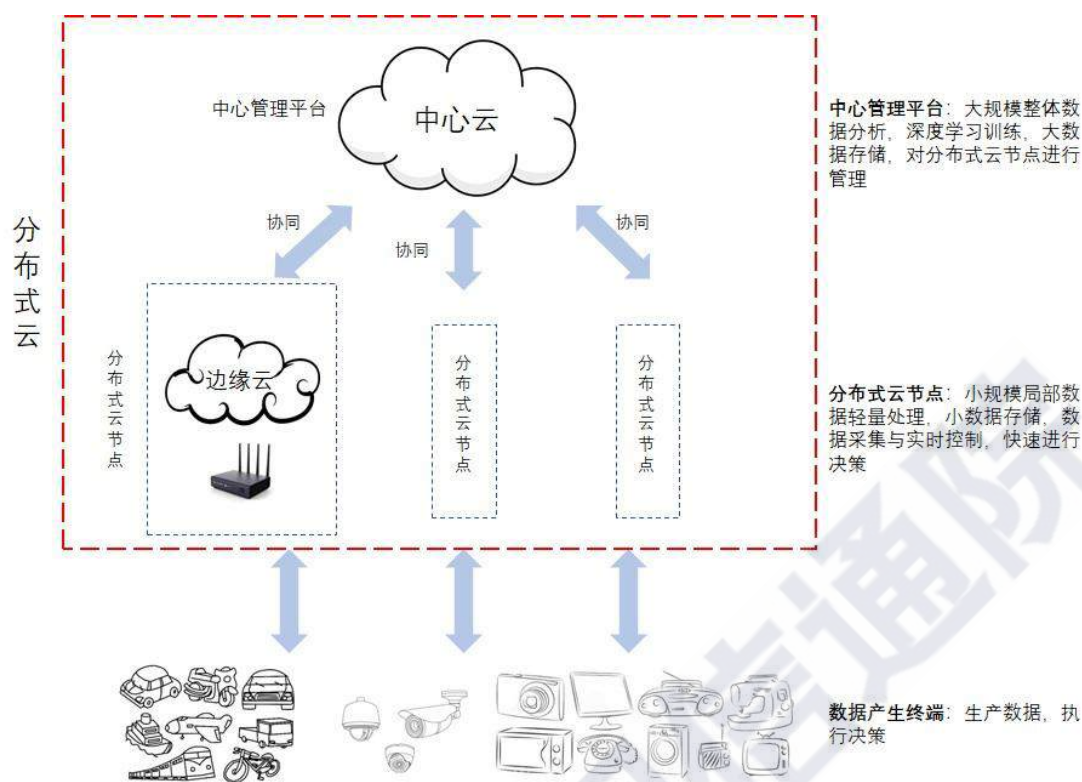 中心管理平台
中心云
中心管理平台：大规模整体数
据分析，深度学习训练，大数
据存储，对分布式云节点进行
管理
协同
协同
协同
分布式云
分布式云节点
边缘云
分布式云节点
分布式云节点
分布式云节点：小规模局部数
据轻量处理，小数据存储，数
据采集与实时控制，快速进行
决策
数据产生终端：生产数据，执
行决策
信通院